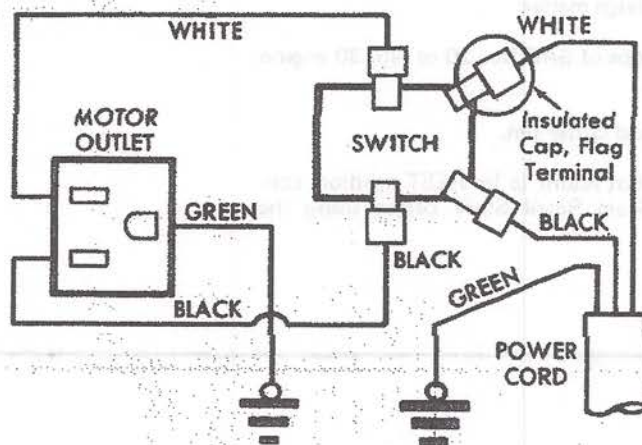 WHITE
WHITE
MOTOR
OUTLET
SWITCH
Insulated
Cap, Flag
Terminal
GREEN
BLACK
BLACK
BLACK
GREEN
POWER
CORD